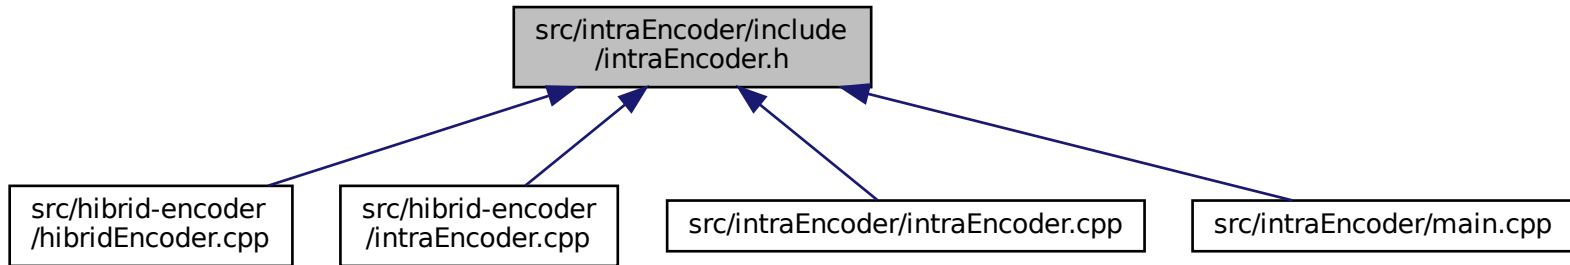 src/intraEncoder/include
/intraEncoder.h
src/hibrid-encoder
/hibridEncoder.cpp
src/hibrid-encoder
/intraEncoder.cpp
src/intraEncoder/intraEncoder.cpp
src/intraEncoder/main.cpp